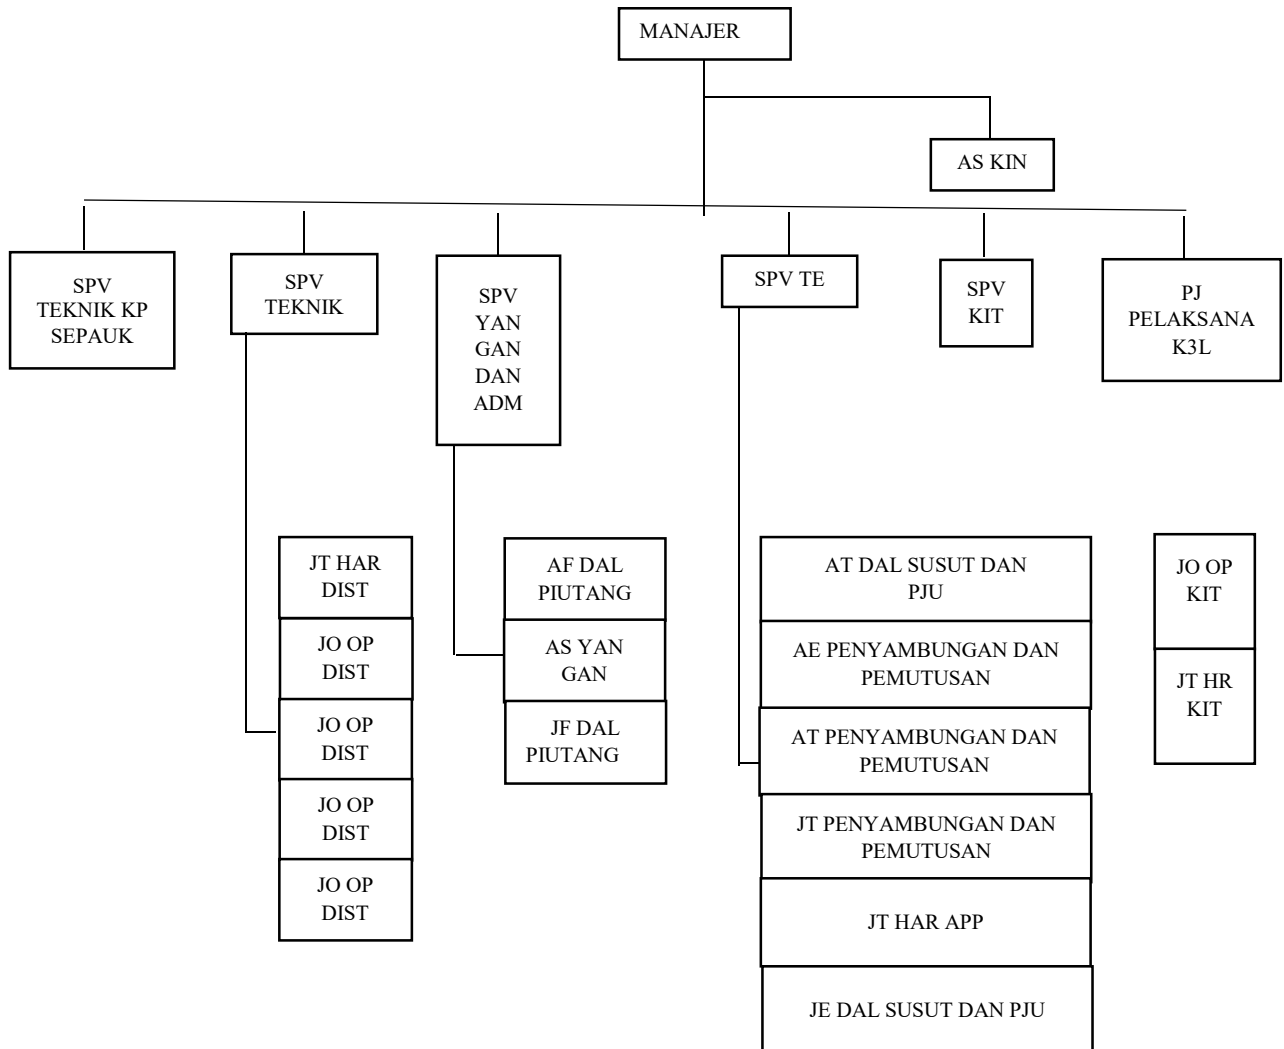 MANAJER
AS KIN
SPV
TEKNIK KP
SEPAUK
SPV
TEKNIK
SPV
YAN
GAN
DAN
ADM
SPV TE
SPV
KIT
PJ
PELAKSANA
K3L
JT HAR
DIST
JO OP
DIST
JO OP
DIST
JO OP
DIST
JO OP
DIST
AF DAL
PIUTANG
AS YAN
GAN
JF DAL
PIUTANG
AT DAL SUSUT DAN
PJU
AE PENYAMBUNGAN DAN
PEMUTUSAN
AT PENYAMBUNGAN DAN
PEMUTUSAN
JT PENYAMBUNGAN DAN
PEMUTUSAN
JT HAR APP
JE DAL SUSUT DAN PJU
JO OP
KIT
JT HR
KIT